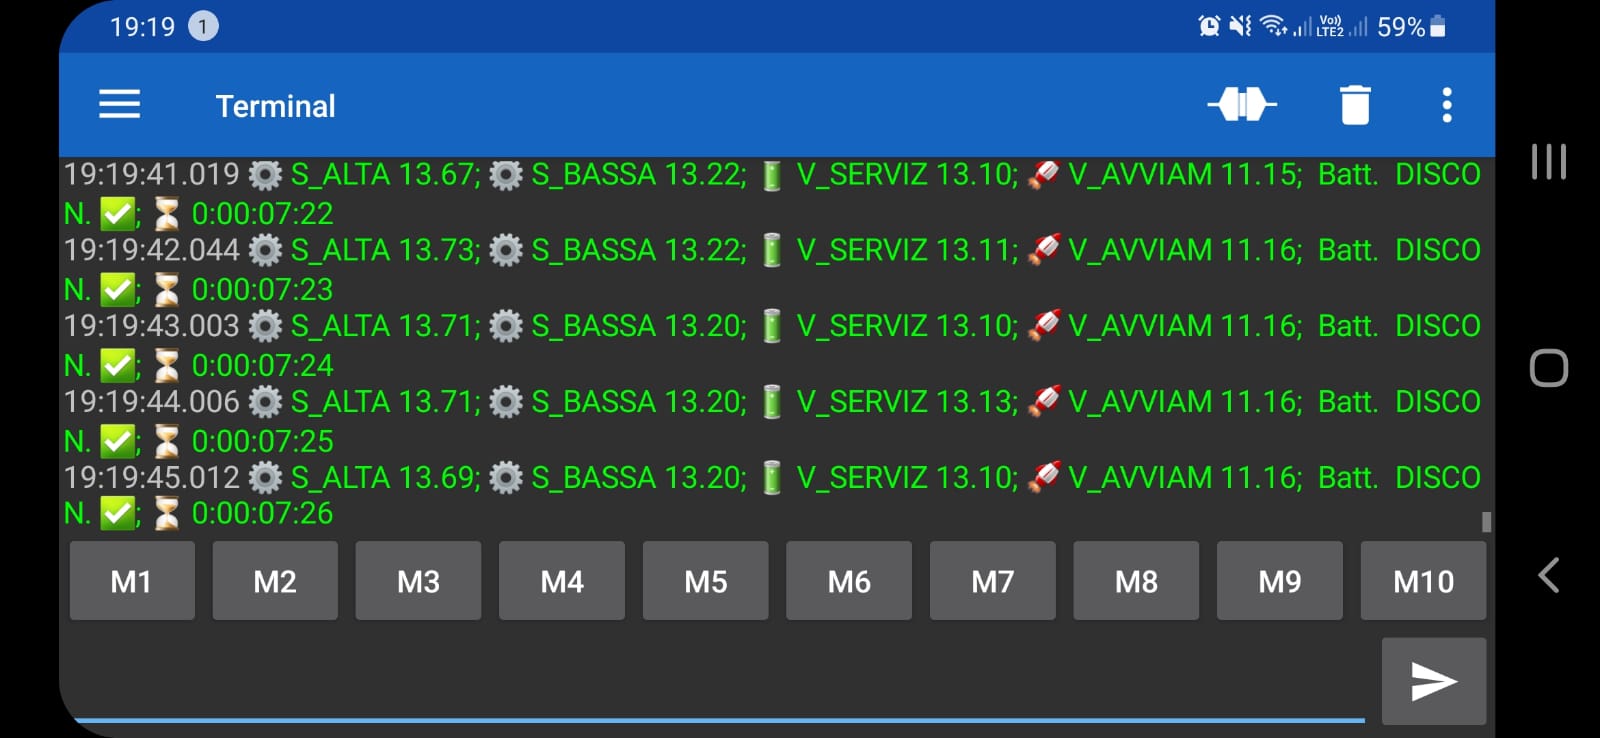 19:19 1 Vo)) LTE2 59%
Terminal
19:19:41.019 ⚙️ S_ALTA 13.67; ⚙️ S_BASSA 13.22; 🔋 V_SERVIZ 13.10; 🚀 V_AVVIAM 11.15; Batt. DISCO
N. ✅; ⏳ 0:00:07:22
19:19:42.044 ⚙️ S_ALTA 13.73; ⚙️ S_BASSA 13.22; 🔋 V_SERVIZ 13.11; 🚀 V_AVVIAM 11.16; Batt. DISCO
N. ✅; ⏳ 0:00:07:23
19:19:43.003 ⚙️ S_ALTA 13.71; ⚙️ S_BASSA 13.20; 🔋 V_SERVIZ 13.10; 🚀 V_AVVIAM 11.16; Batt. DISCO
N. ✅; ⏳ 0:00:07:24
19:19:44.006 ⚙️ S_ALTA 13.71; ⚙️ S_BASSA 13.20; 🔋 V_SERVIZ 13.13; 🚀 V_AVVIAM 11.16; Batt. DISCO
N. ✅; ⏳ 0:00:07:25
19:19:45.012 ⚙️ S_ALTA 13.69; ⚙️ S_BASSA 13.20; 🔋 V_SERVIZ 13.10; 🚀 V_AVVIAM 11.16; Batt. DISCO
N. ✅; ⏳ 0:00:07:26
M1 M2 M3 M4 M5 M6 M7 M8 M9 M10